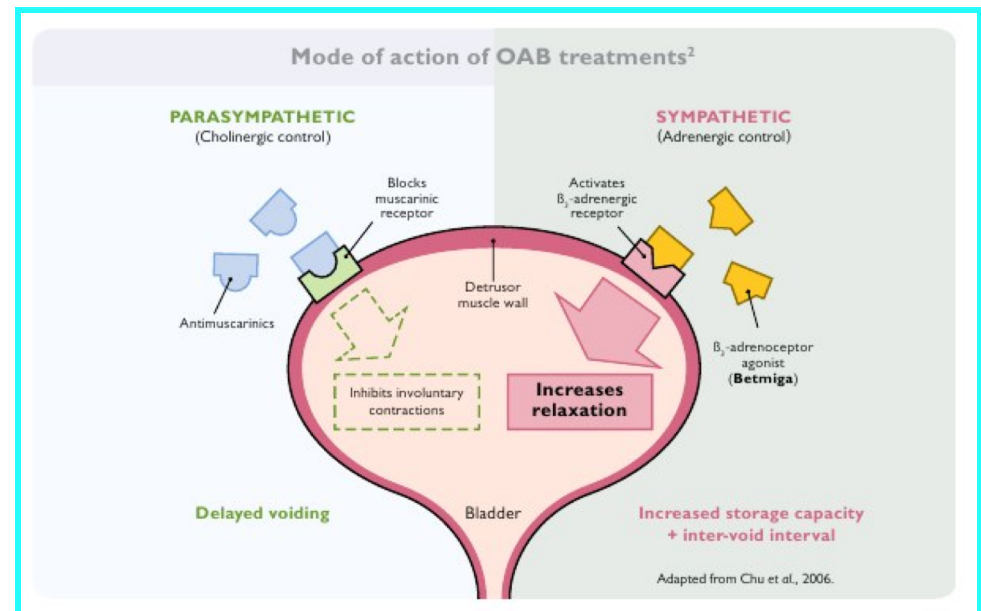 Mode of action of OAB treatments²
PARASYMPATHETIC
(Cholinergic control)
SYMPATHETIC
(Adrenergic control)
Blocks
muscarinic
receptor
Activates
ß₃-adrenergic
receptor
Antimuscarinics
Detrusor
muscle wall
ß₃-adrenoceptor
agonist
(Betmiga)
Inhibits involuntary
contractions
Increases
relaxation
Delayed voiding
Bladder
Increased storage capacity
+ inter-void interval
Adapted from Chu et al., 2006.